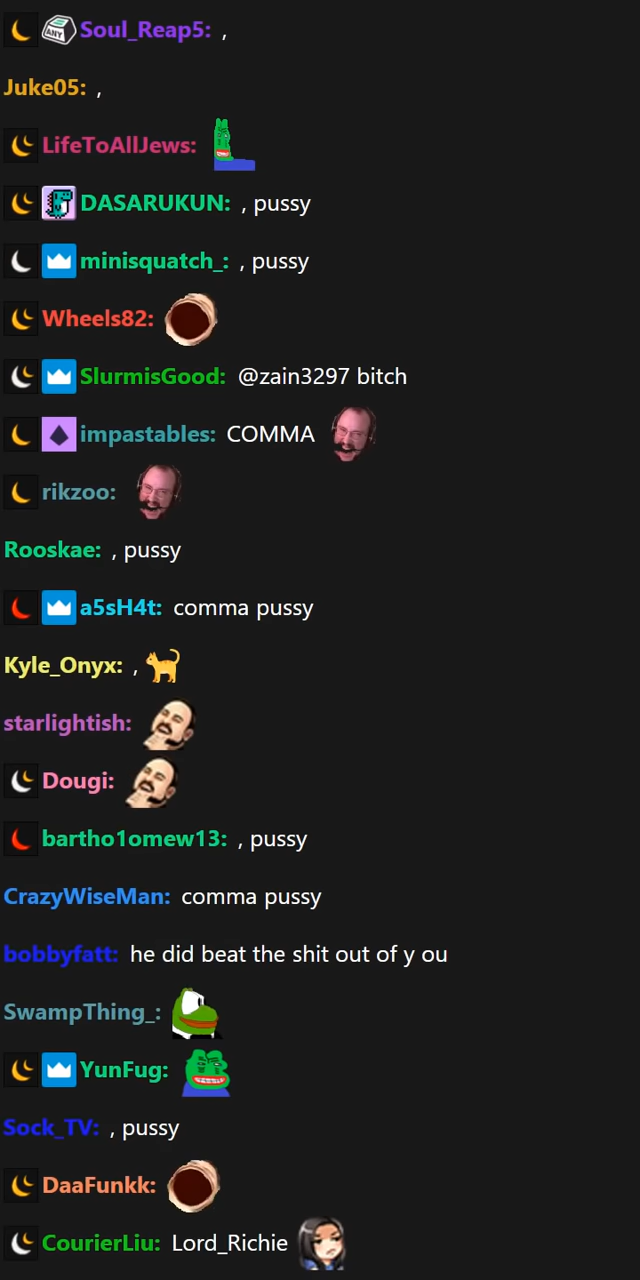 ANY Soul_Reap5: ,
Juke05: ,
LifeToAllJews:
DASARUKUN: , pussy
minisquatch_: , pussy
Wheels82:
SlurmisGood: @zain3297 bitch
impastables: COMMA
rikzoo:
Rooskae: , pussy
a5sH4t: comma pussy
Kyle_Onyx: , 🐈
starlightish:
Dougi:
bartho1omew13: , pussy
CrazyWiseMan: comma pussy
bobbyfatt: he did beat the shit out of y ou
SwampThing_:
YunFug:
Sock_TV: , pussy
DaaFunkk:
CourierLiu: Lord_Richie